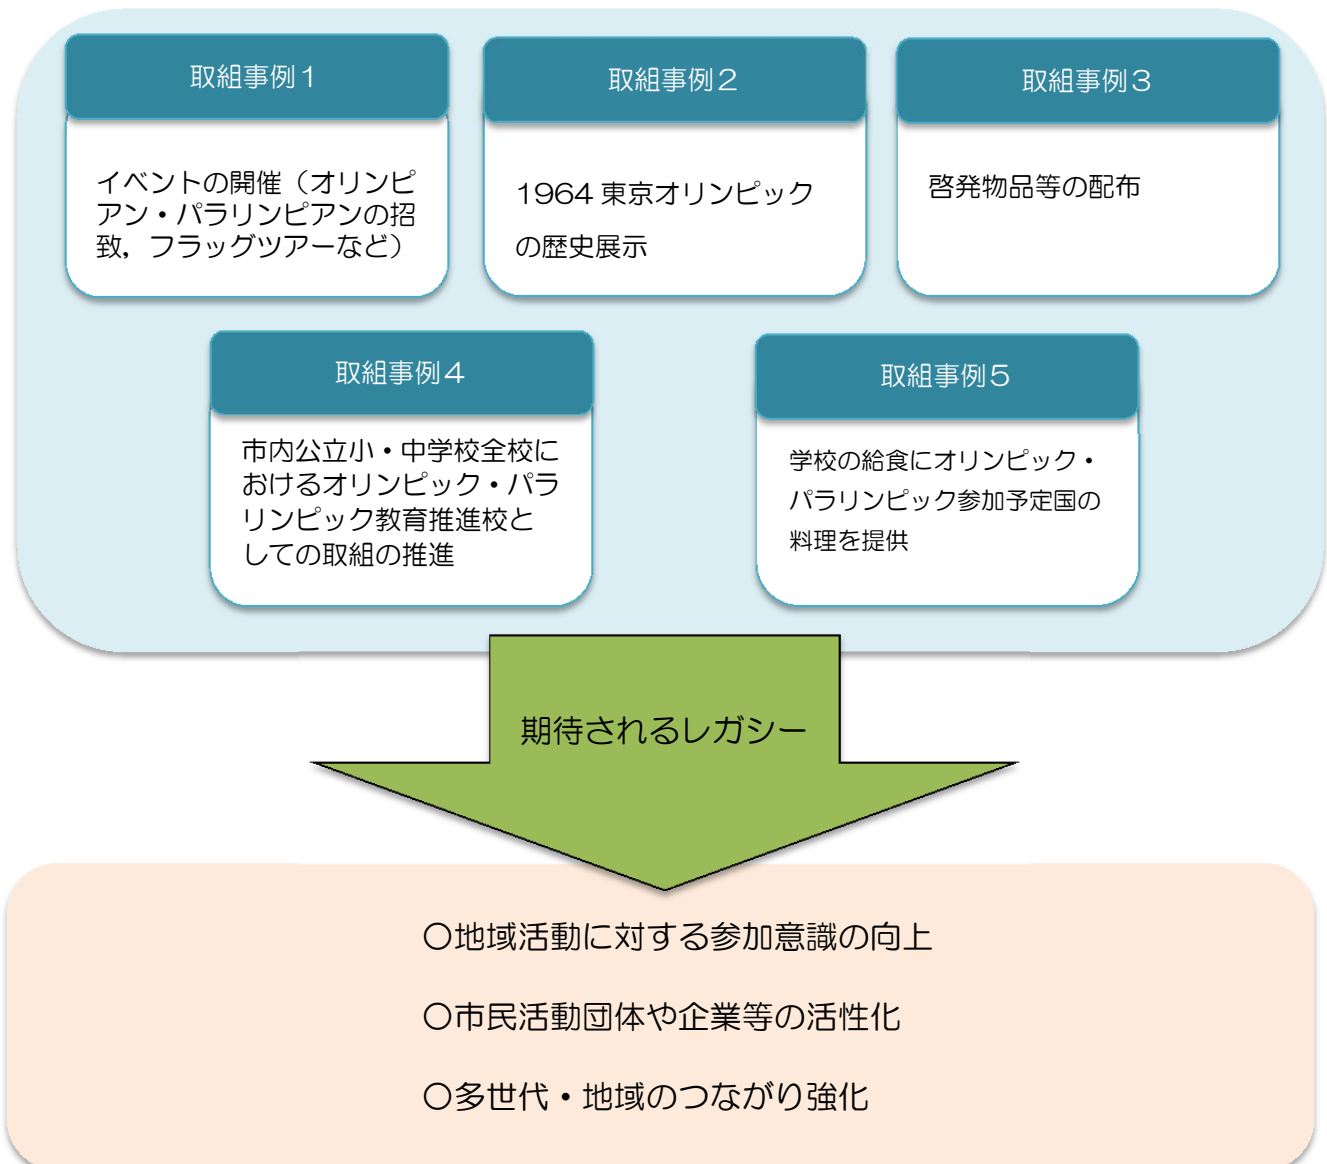 取組事例１
イベントの開催（オリンピ
アン・パラリンピアンの招
致，フラッグツアーなど）
取組事例２
1964 東京オリンピック
の歴史展示
取組事例３
啓発物品等の配布
取組事例４
市内公立小・中学校全校に
おけるオリンピック・パラ
リンピック教育推進校と
しての取組の推進
取組事例５
学校の給食にオリンピック・
パラリンピック参加予定国の
料理を提供
期待されるレガシー
〇地域活動に対する参加意識の向上
〇市民活動団体や企業等の活性化
〇多世代・地域のつながり強化